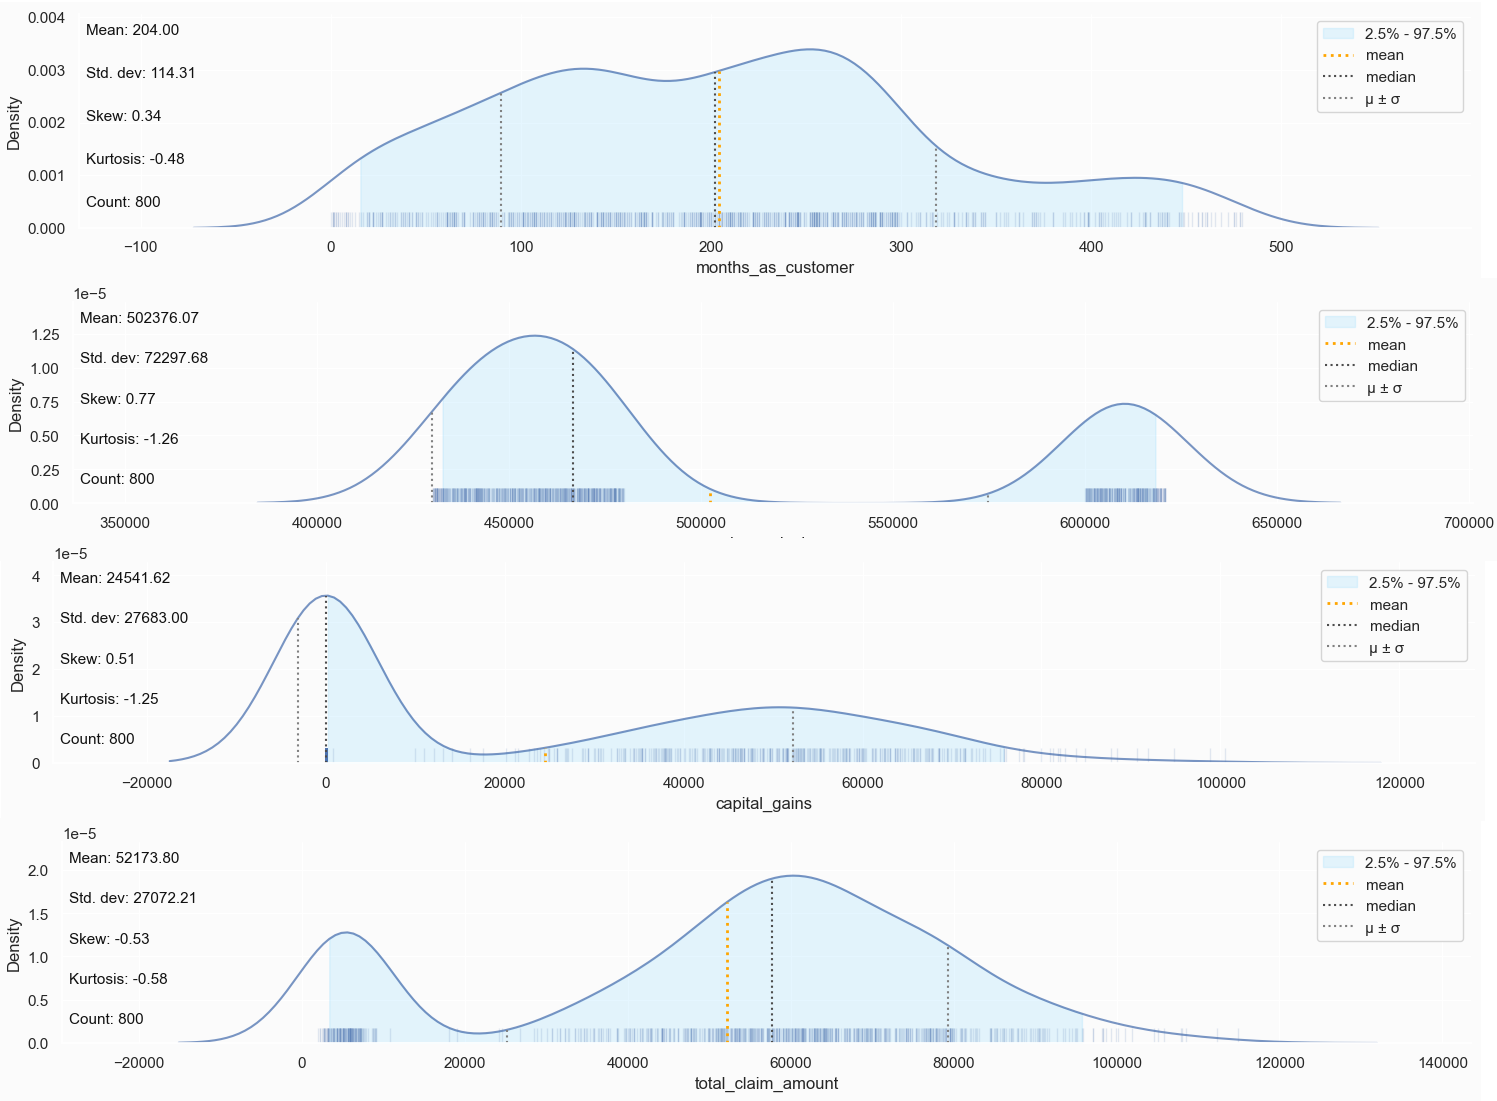 0.004
Mean: 204.00
2.5% - 97.5%
mean
0.003
Std. dev: 114.31
median
µ ± σ
Density
0.002
Skew: 0.34
Kurtosis: -0.48
0.001
Count: 800
0.000
−100 0 100 200 300 400 500
months_as_customer
1e−5
Mean: 502376.07
2.5% - 97.5%
1.25
mean
Std. dev: 72297.68
1.00
median
µ ± σ
Density
0.75
Skew: 0.77
0.50
Kurtosis: -1.26
0.25
Count: 800
0.00
350000 400000 450000 500000 550000 600000 650000 700000
1e−5
4
Mean: 24541.62
2.5% - 97.5%
mean
3
Std. dev: 27683.00
median
µ ± σ
Density
2
Skew: 0.51
Kurtosis: -1.25
1
Count: 800
0
−20000 0 20000 40000 60000 80000 100000 120000
capital_gains
1e−5
Mean: 52173.80
2.5% - 97.5%
2.0
mean
Std. dev: 27072.21
median
1.5
µ ± σ
Density
Skew: -0.53
1.0
Kurtosis: -0.58
0.5
Count: 800
0.0
−20000 0 20000 40000 60000 80000 100000 120000 140000
total_claim_amount